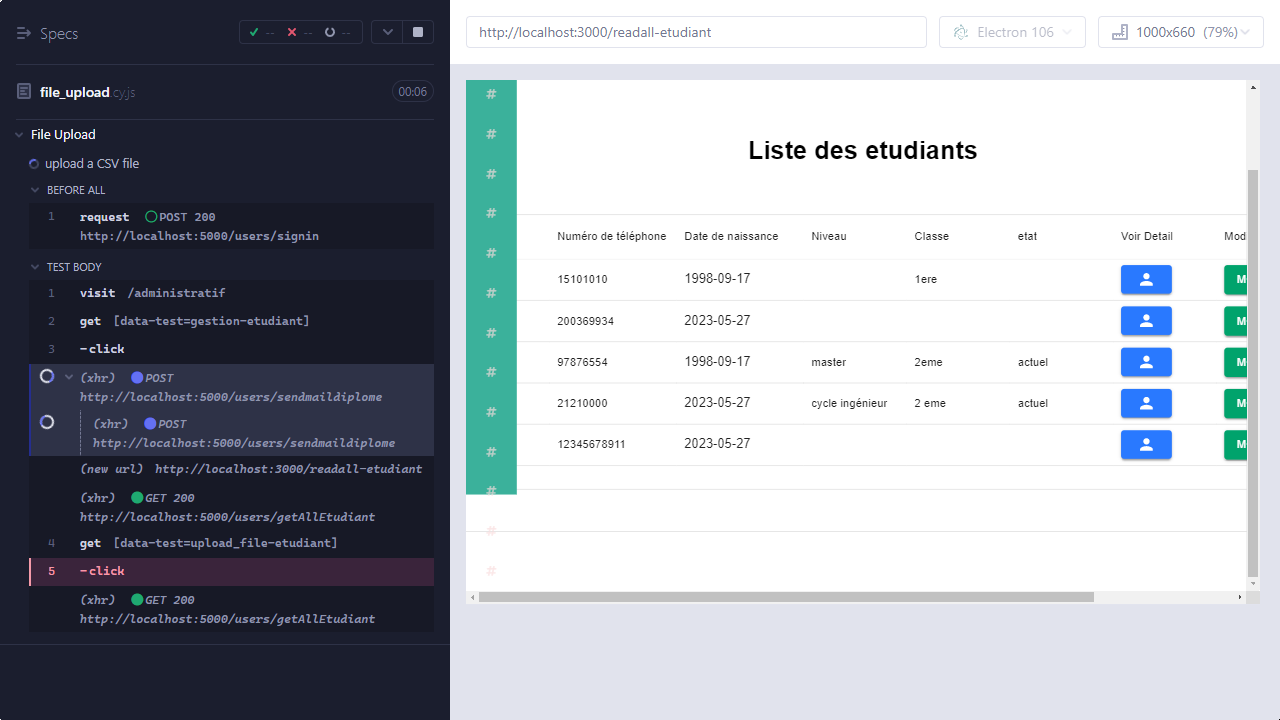 Specs
--
--
--
file_upload.cy.js
00:06
File Upload
upload a CSV file
BEFORE ALL
1 request POST 200
http://localhost:5000/users/signin
TEST BODY
1 visit /administratif
2 get [data-test=gestion-etudiant]
3 -click
(xhr) POST
http://localhost:5000/users/sendmaildiplome
(xhr) POST
http://localhost:5000/users/sendmaildiplome
(new url) http://localhost:3000/readall-etudiant
(xhr) GET 200
http://localhost:5000/users/getAllEtudiant
4 get [data-test=upload_file-etudiant]
5 -click
(xhr) GET 200
http://localhost:5000/users/getAllEtudiant
http://localhost:3000/readall-etudiant
Electron 106
1000x660 (79%)
#
#
#
#
#
#
#
#
#
#
#
#
#
Liste des etudiants
Numéro de téléphone Date de naissance Niveau Classe etat Voir Detail Modi
15101010 1998-09-17 1ere M
200369934 2023-05-27 M
97876554 1998-09-17 master 2eme actuel M
21210000 2023-05-27 cycle ingénieur 2 eme actuel M
12345678911 2023-05-27 M